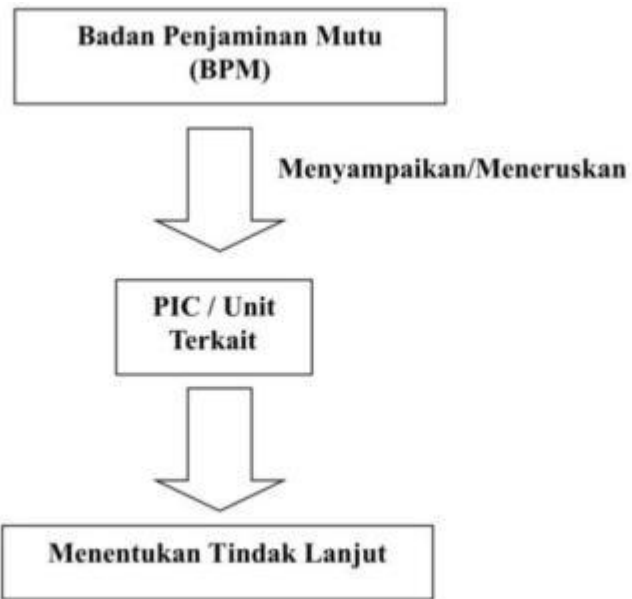 Badan Penjaminan Mutu
(BPM)
Menyampaikan/Meneruskan
PIC / Unit
Terkait
Menentukan Tindak Lanjut